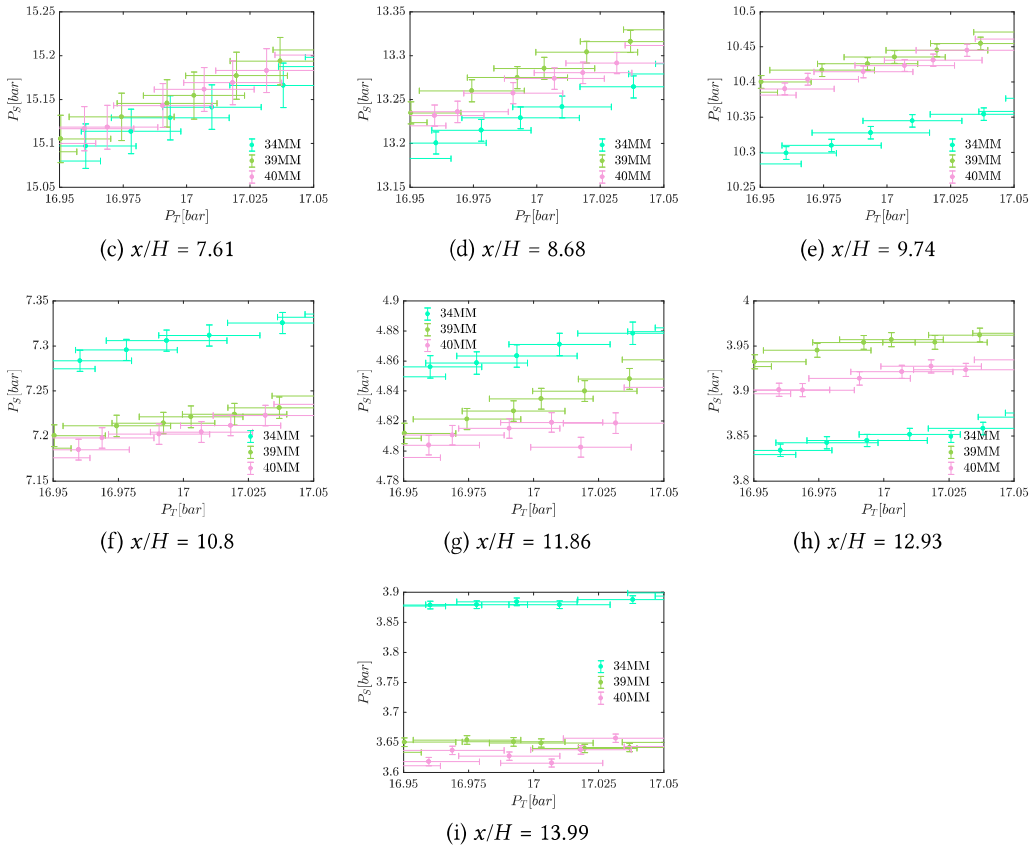 15.25
15.2
15.15
15.1
15.05
P_S[bar]
34MM
39MM
40MM
16.95 16.975 17 17.025 17.05
P_T[bar]
(c) x/H = 7.61
13.35
13.3
13.25
13.2
13.15
P_S[bar]
34MM
39MM
40MM
16.95 16.975 17 17.025 17.05
P_T[bar]
(d) x/H = 8.68
10.5
10.45
10.4
10.35
10.3
10.25
P_S[bar]
34MM
39MM
40MM
16.95 16.975 17 17.025 17.05
P_T[bar]
(e) x/H = 9.74
7.35
7.3
7.25
7.2
7.15
P_S[bar]
34MM
39MM
40MM
16.95 16.975 17 17.025 17.05
P_T[bar]
(f) x/H = 10.8
4.9
4.88
4.86
4.84
4.82
4.8
4.78
P_S[bar]
34MM
39MM
40MM
16.95 16.975 17 17.025 17.05
P_T[bar]
(g) x/H = 11.86
4
3.95
3.9
3.85
3.8
P_S[bar]
34MM
39MM
40MM
16.95 16.975 17 17.025 17.05
P_T[bar]
(h) x/H = 12.93
3.9
3.85
3.8
3.75
3.7
3.65
3.6
P_S[bar]
34MM
39MM
40MM
16.95 16.975 17 17.025 17.05
P_T[bar]
(i) x/H = 13.99